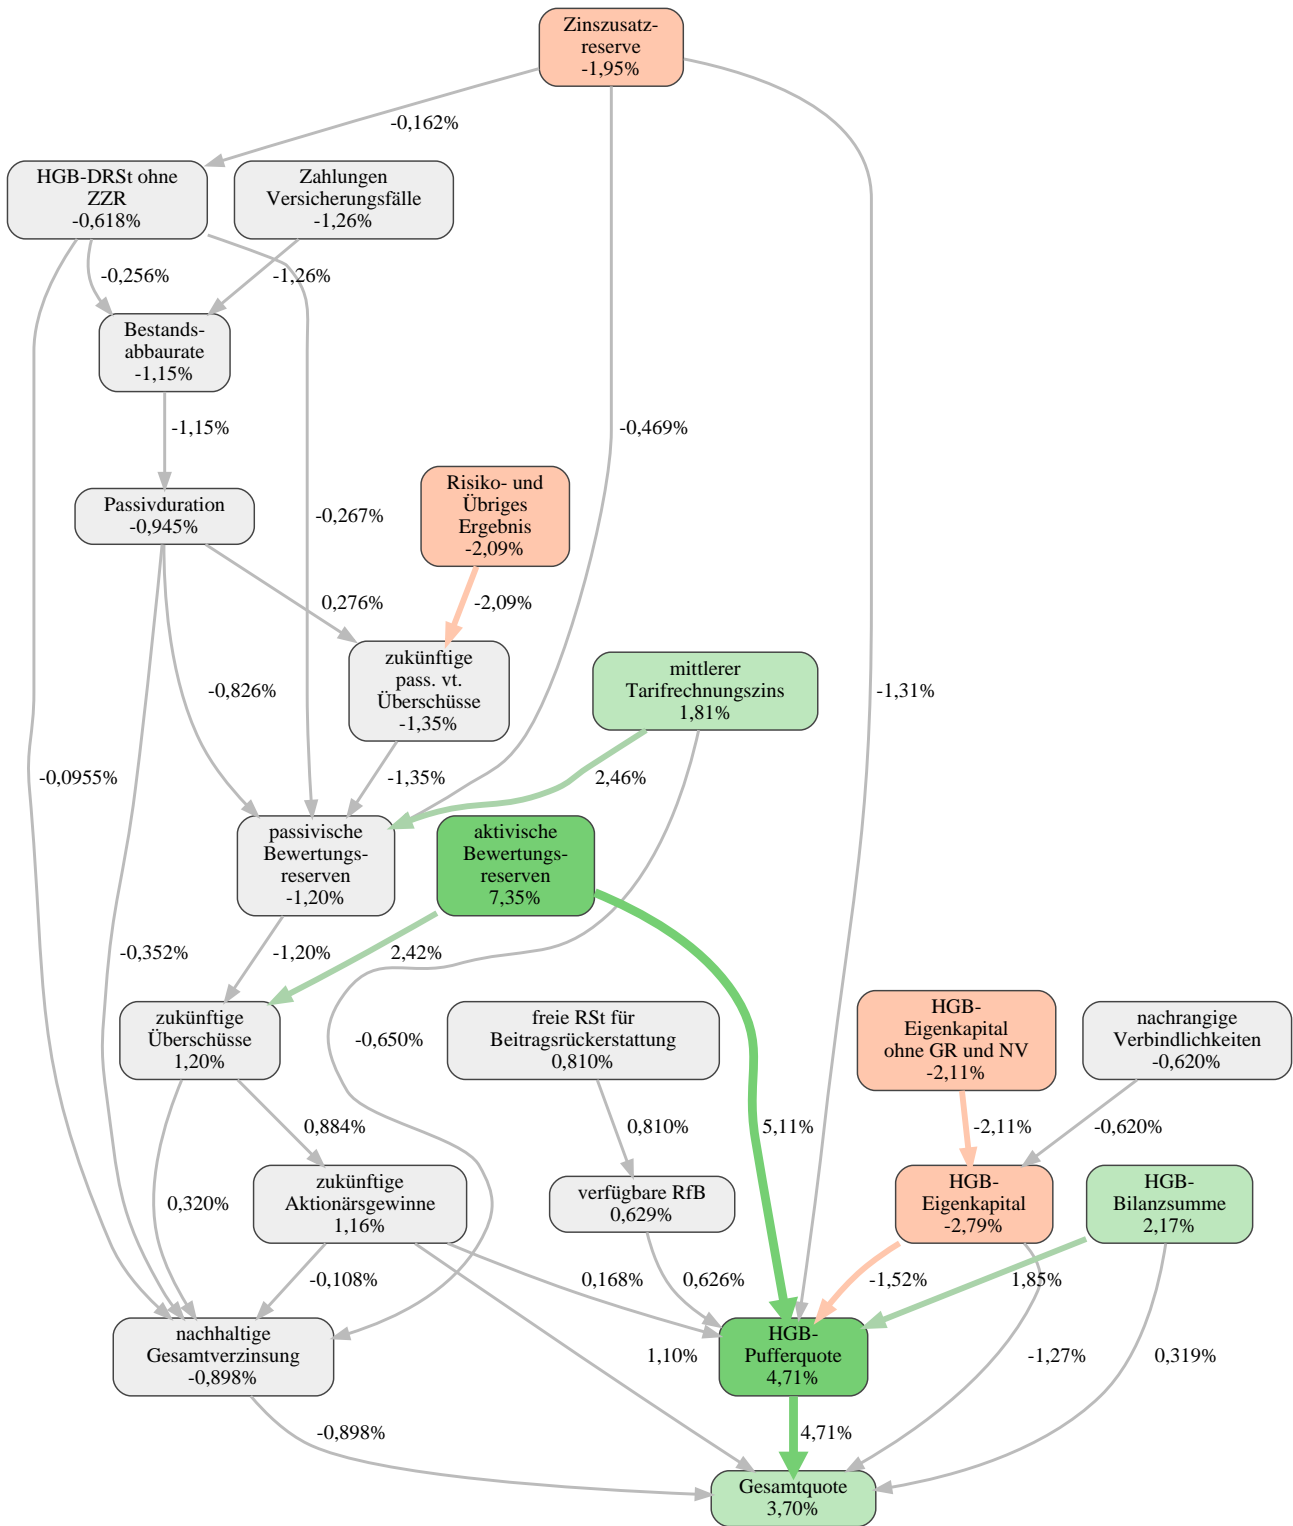 Zinszusatz-
reserve
-1,95%
-0,162%
HGB-DRSt ohne
ZZR
-0,618%
Zahlungen
Versicherungsfälle
-1,26%
-0,256%
-1,26%
Bestands-
abbaurate
-1,15%
-1,15%
-0,469%
Passivduration
-0,945%
-0,267%
Risiko- und
Übriges
Ergebnis
-2,09%
0,276%
-2,09%
zukünftige
pass. vt.
Überschüsse
-1,35%
mittlerer
Tarifrechnungszins
1,81%
-0,826%
-1,31%
-0,0955%
-1,35%
2,46%
passivische
Bewertungs-
reserven
-1,20%
aktivische
Bewertungs-
reserven
7,35%
-0,352%
-1,20%
2,42%
zukünftige
Überschüsse
1,20%
-0,650%
freie RSt für
Beitragsrückerstattung
0,810%
HGB-
Eigenkapital
ohne GR und NV
-2,11%
nachrangige
Verbindlichkeiten
-0,620%
0,884%
0,810%
5,11%
-2,11%
-0,620%
0,320%
zukünftige
Aktionärsgewinne
1,16%
verfügbare RfB
0,629%
HGB-
Eigenkapital
-2,79%
HGB-
Bilanzsumme
2,17%
-0,108%
0,168%
0,626%
-1,52%
1,85%
nachhaltige
Gesamtverzinsung
-0,898%
1,10%
HGB-
Pufferquote
4,71%
-1,27%
0,319%
-0,898%
4,71%
Gesamtquote
3,70%